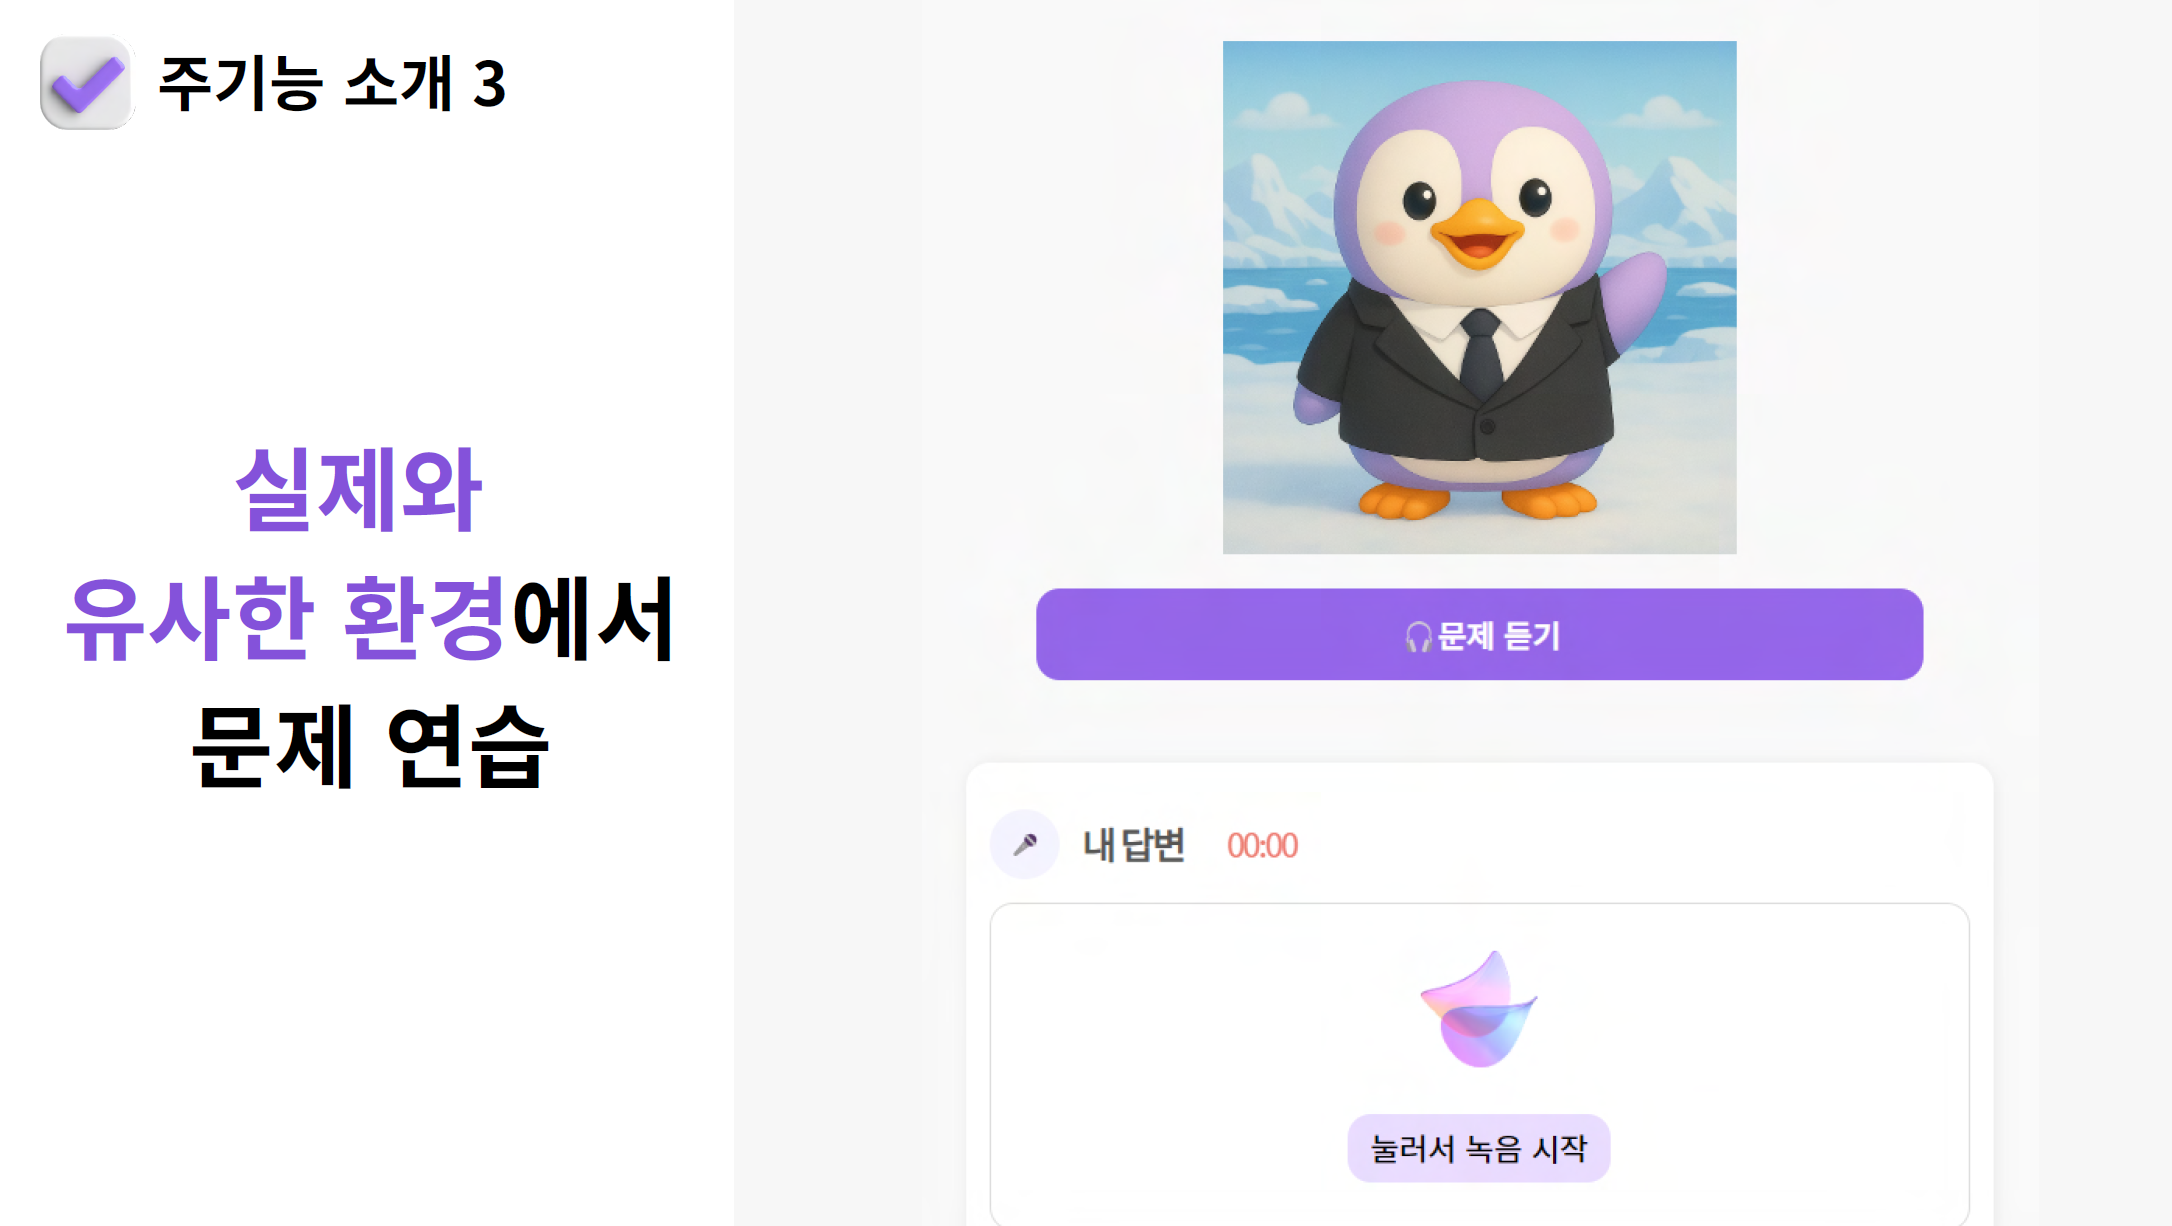 주기능 소개 3
실제와
유사한 환경에서
문제 연습
문제 듣기
내 답변 00:00
눌러서 녹음 시작